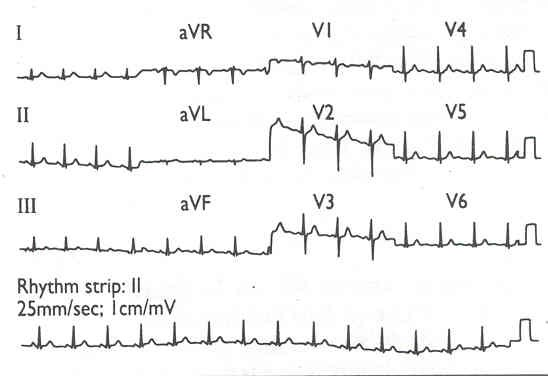 I aVR V1 V4
II aVL V2 V5
III aVF V3 V6
Rhythm strip: II
25mm/sec; 1cm/mV